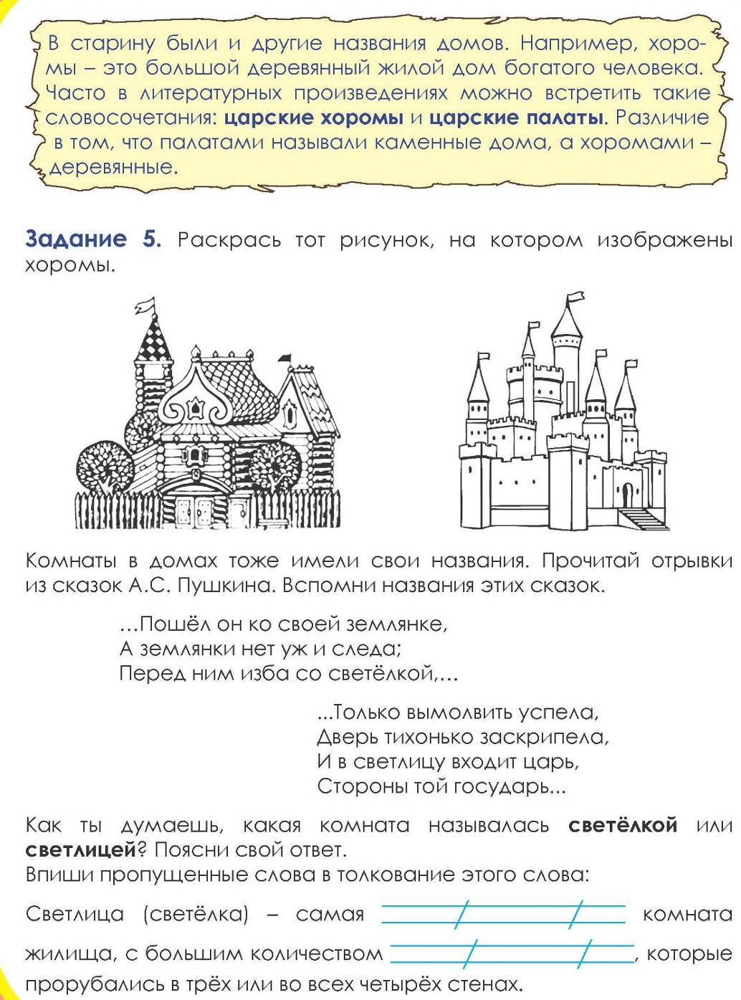 В старину были и другие названия домов. Например, хоро-
мы – это большой деревянный жилой дом богатого человека.
Часто в литературных произведениях можно встретить такие
словосочетания: царские хоромы и царские палаты. Различие
в том, что палатами называли каменные дома, а хоромами –
деревянные.
Задание 5. Раскрась тот рисунок, на котором изображены
хоромы.
Комнаты в домах тоже имели свои названия. Прочитай отрывки
из сказок А.С. Пушкина. Вспомни названия этих сказок.
...Пошёл он ко своей землянке,
А землянки нет уж и следа;
Перед ним изба со светёлкой,...
...Только вымолвить успела,
Дверь тихонько заскрипела,
И в светлицу входит царь,
Стороны той государь...
Как ты думаешь, какая комната называлась светёлкой или
светлицей? Поясни свой ответ.
Впиши пропущенные слова в толкование этого слова:
Светлица (светёлка) – самая комната
жилища, с большим количеством , которые
прорубались в трёх или во всех четырёх стенах.